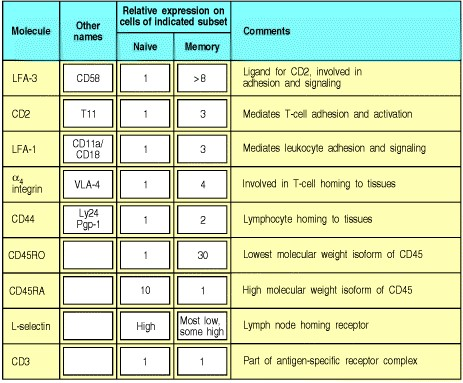 Molecule
Other names
Relative expression on cells of indicated subset
Naive
Memory
Comments
LFA-3 CD58 1 >8 Ligand for CD2, involved in adhesion and signaling
CD2 T11 1 3 Mediates T-cell adhesion and activation
LFA-1 CD11a/ CD18 1 3 Mediates leukocyte adhesion and signaling
α4 integrin VLA-4 1 4 Involved in T-cell homing to tissues
CD44 Ly24 Pgp-1 1 2 Lymphocyte homing to tissues
CD45RO 1 30 Lowest molecular weight isoform of CD45
CD45RA 10 1 High molecular weight isoform of CD45
L-selectin High Most low, some high Lymph node homing receptor
CD3 1 1 Part of antigen-specific receptor complex